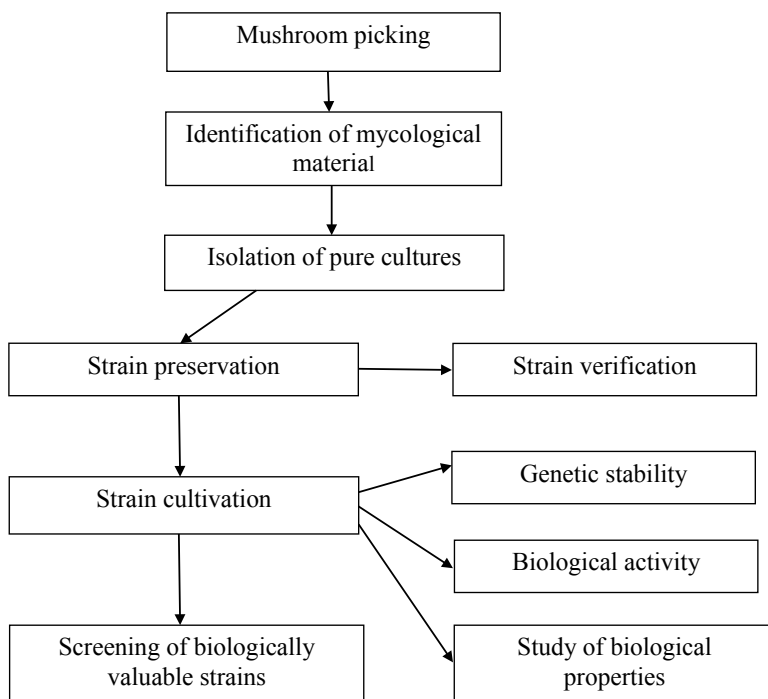 Mushroom picking
Identification of mycological
material
Isolation of pure cultures
Strain preservation
Strain verification
Strain cultivation
Genetic stability
Biological activity
Screening of biologically
valuable strains
Study of biological
properties